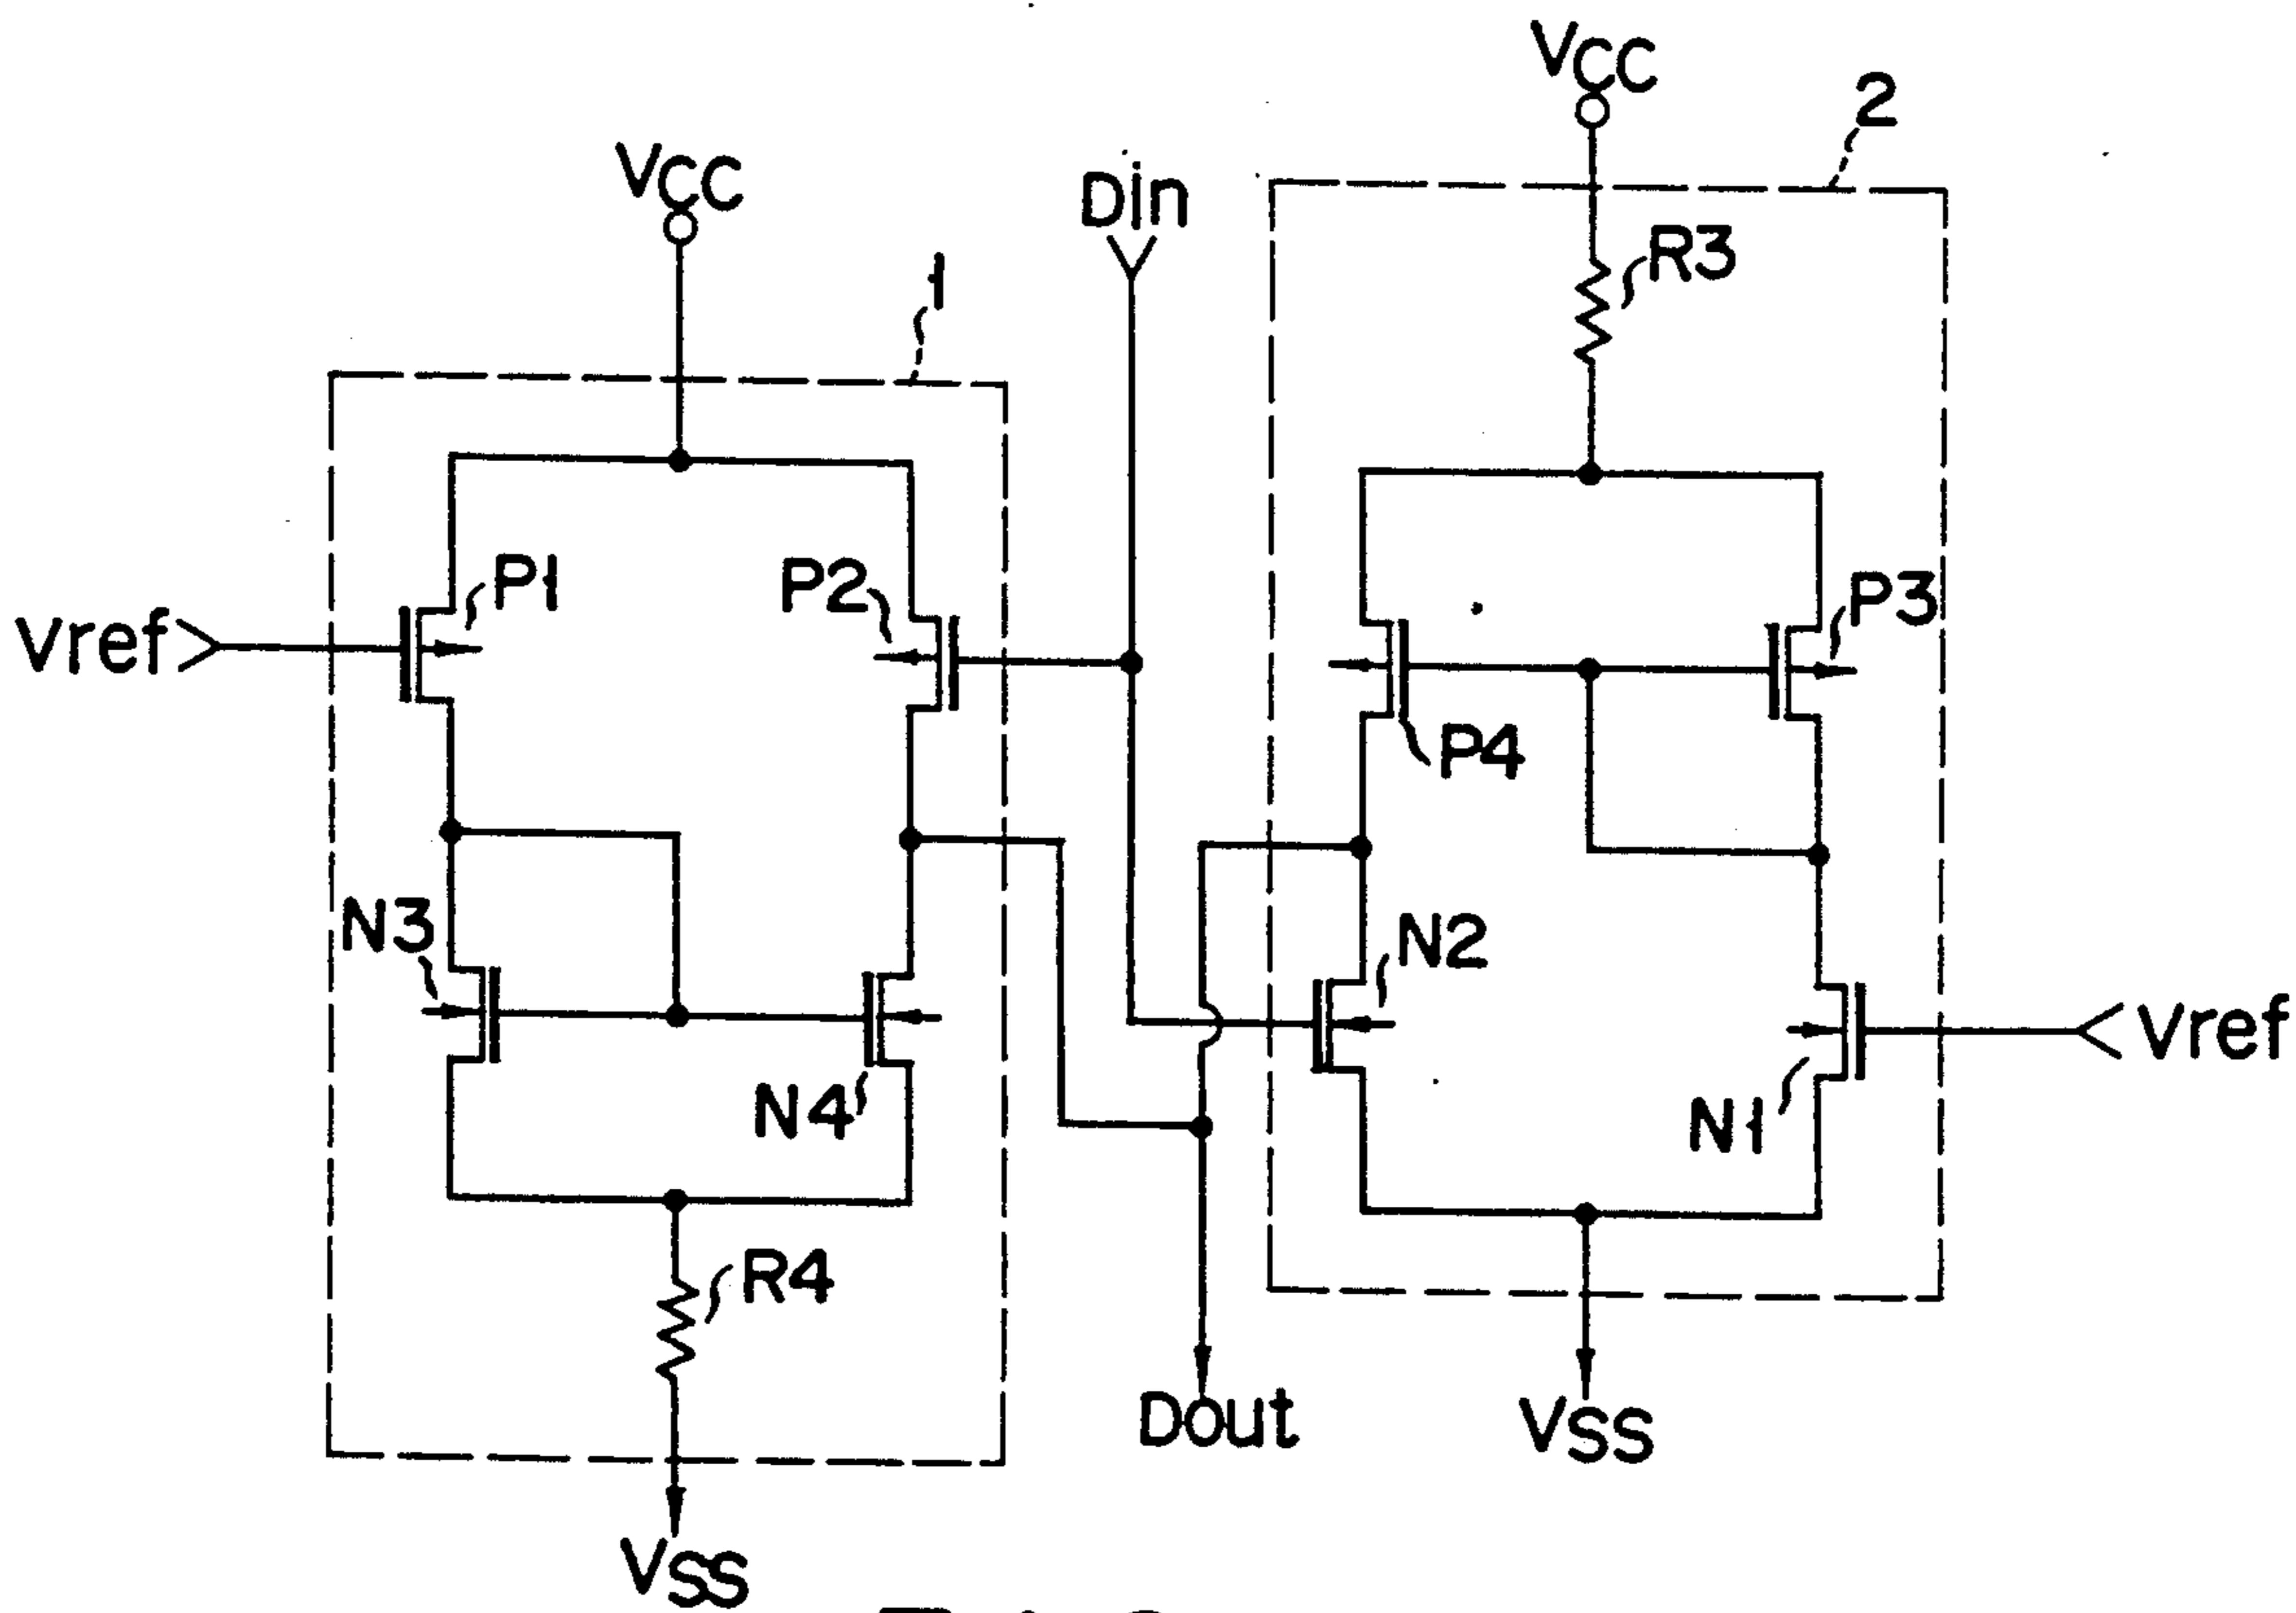 VCC
2
VCC
Din
R3
1
P1
P2
P3
Vref
P4
N3
N2
Vref
N4
N1
R4
Dout
VSS
VSS